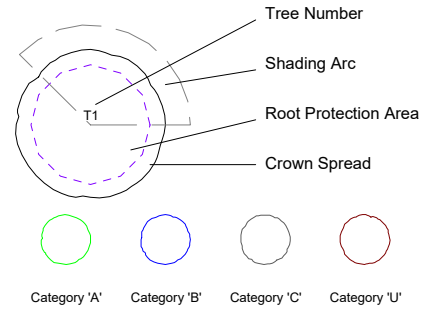 Tree Number
Shading Arc
T1
Root Protection Area
Crown Spread
Category 'A' Category 'B' Category 'C' Category 'U'